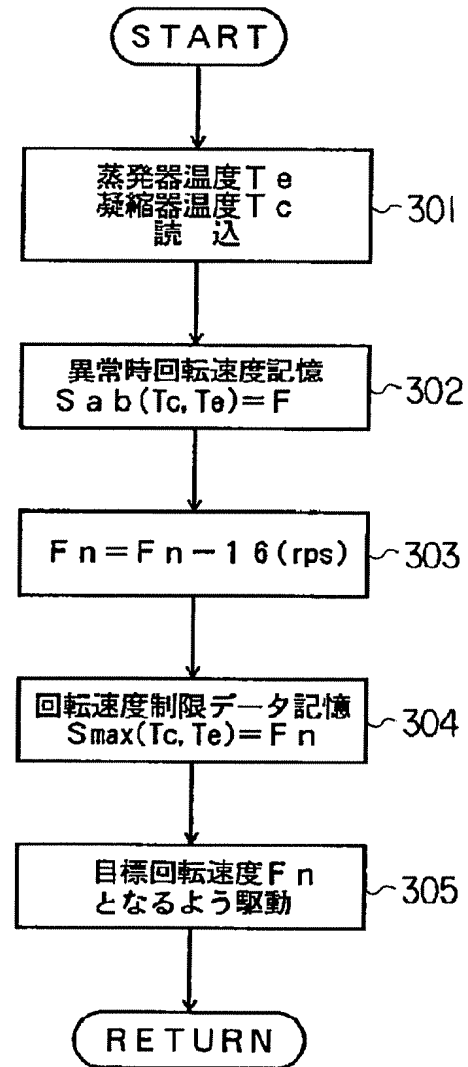 START
蒸発器温度Te
凝縮器温度Tc
読 込
301
異常時回転速度記憶
Sab(Tc,Te)=F
302
Fn=Fn-16(rps)
303
回転速度制限データ記憶
Smax(Tc,Te)=Fn
304
目標回転速度Fn
となるよう駆動
305
RETURN